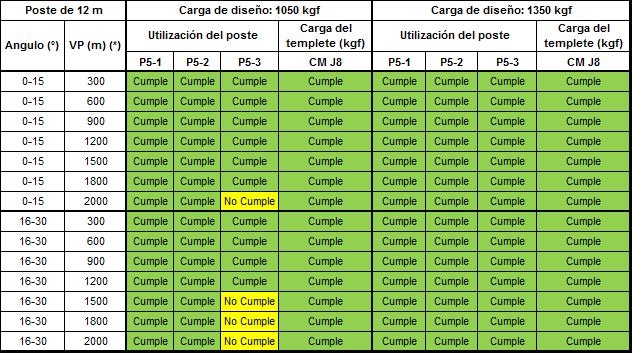 Poste de 12 m Carga de diseño: 1050 kgf Carga de diseño: 1350 kgf
Angulo (°) VP (m) (*) Utilización del poste Carga del templete (kgf) Utilización del poste Carga del templete (kgf)
P5-1 P5-2 P5-3 CM J8 P5-1 P5-2 P5-3 CM J8
0-15 300 Cumple Cumple Cumple Cumple Cumple Cumple Cumple Cumple
0-15 600 Cumple Cumple Cumple Cumple Cumple Cumple Cumple Cumple
0-15 900 Cumple Cumple Cumple Cumple Cumple Cumple Cumple Cumple
0-15 1200 Cumple Cumple Cumple Cumple Cumple Cumple Cumple Cumple
0-15 1500 Cumple Cumple Cumple Cumple Cumple Cumple Cumple Cumple
0-15 1800 Cumple Cumple Cumple Cumple Cumple Cumple Cumple Cumple
0-15 2000 Cumple Cumple No Cumple Cumple Cumple Cumple Cumple Cumple
16-30 300 Cumple Cumple Cumple Cumple Cumple Cumple Cumple Cumple
16-30 600 Cumple Cumple Cumple Cumple Cumple Cumple Cumple Cumple
16-30 900 Cumple Cumple Cumple Cumple Cumple Cumple Cumple Cumple
16-30 1200 Cumple Cumple Cumple Cumple Cumple Cumple Cumple Cumple
16-30 1500 Cumple Cumple No Cumple Cumple Cumple Cumple Cumple Cumple
16-30 1800 Cumple Cumple No Cumple Cumple Cumple Cumple Cumple Cumple
16-30 2000 Cumple Cumple No Cumple Cumple Cumple Cumple Cumple Cumple